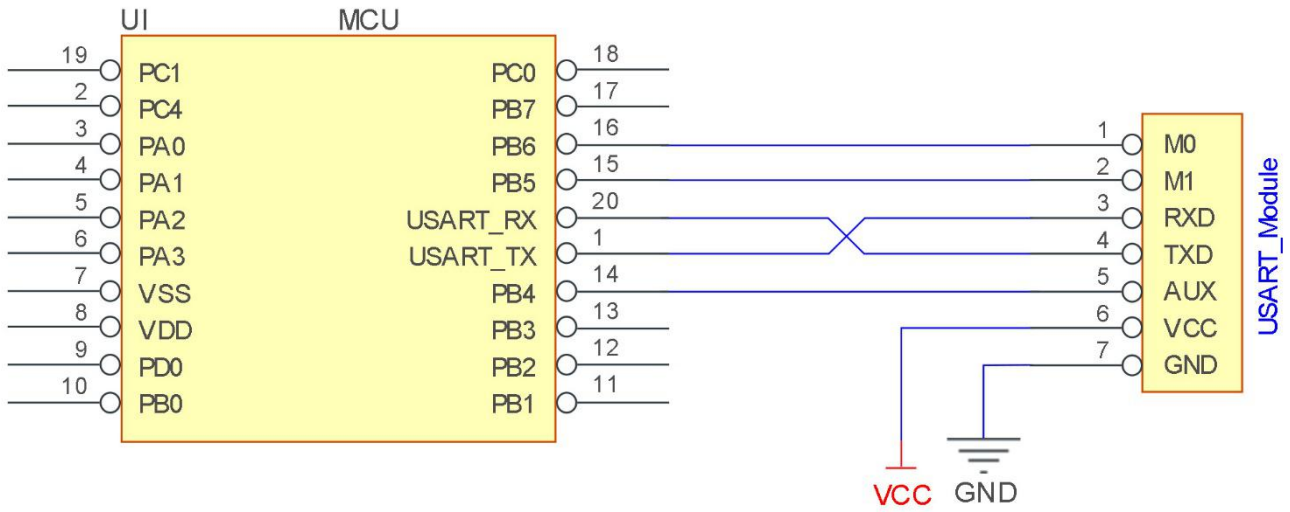 UI MCU
19 PC1 PC0 18
2 PC4 PB7 17
3 PA0 PB6 16 1 M0
4 PA1 PB5 15 2 M1
5 PA2 USART_RX 20 3 RXD
6 PA3 USART_TX 1 4 TXD
7 VSS PB4 14 5 AUX
8 VDD PB3 13 6 VCC
9 PD0 PB2 12 7 GND
10 PB0 PB1 11
USART_Module
VCC GND